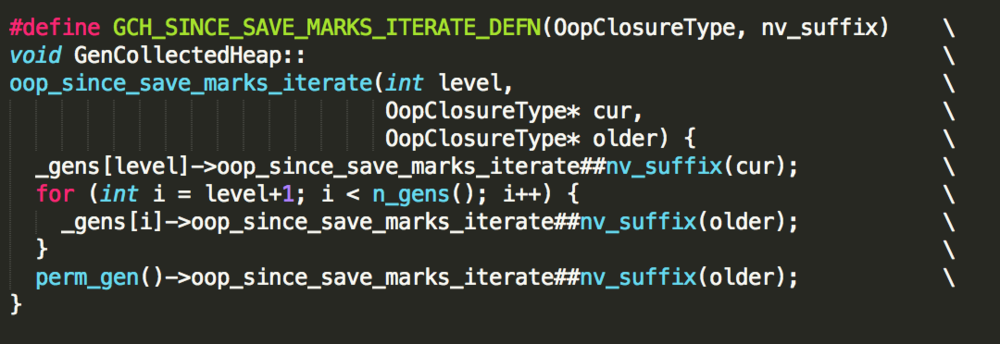 #define GCH_SINCE_SAVE_MARKS_ITERATE_DEFN(OopClosureType, nv_suffix) \
void GenCollectedHeap:: \
oop_since_save_marks_iterate(int level, \
OopClosureType* cur, \
OopClosureType* older) { \
_gens[level]->oop_since_save_marks_iterate##nv_suffix(cur); \
for (int i = level+1; i < n_gens(); i++) { \
_gens[i]->oop_since_save_marks_iterate##nv_suffix(older); \
} \
perm_gen()->oop_since_save_marks_iterate##nv_suffix(older); \
}